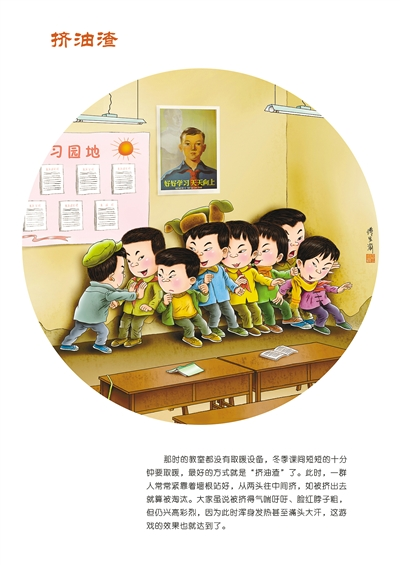 挤油渣
习园地
好好学习 天天向上
那时的教室都没有取暖设备，冬季课间短短的十分
钟要取暖，最好的方式就是“挤油渣”了。此时，一群
人常常紧靠着墙根站好，从两头往中间挤，如被挤出去
就算被淘汰。大家虽说被挤得气喘吁吁、脸红脖子粗，
但仍兴高彩烈，因为此时浑身发热甚至满头大汗，这游
戏的效果也就达到了。